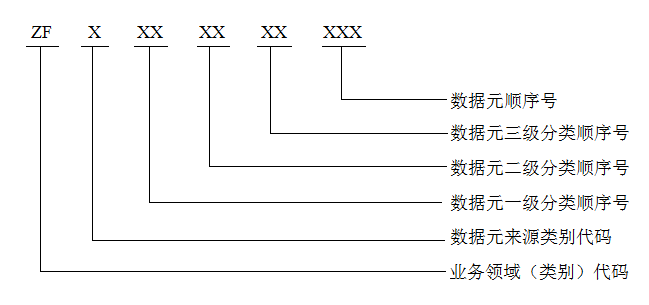 ZF X XX XX XX XXX
数据元顺序号
数据元三级分类顺序号
数据元二级分类顺序号
数据元一级分类顺序号
数据元来源类别代码
业务领域（类别）代码